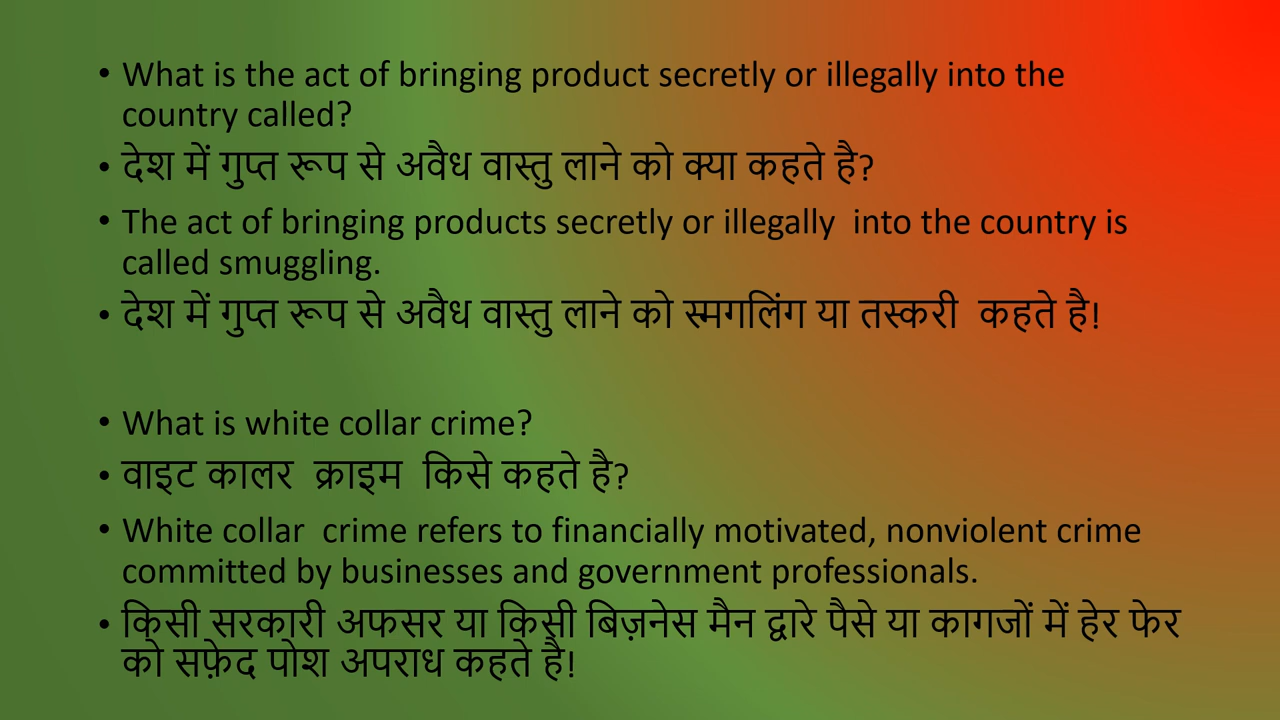 • What is the act of bringing product secretly or illegally into the
country called?
• देश में गुप्त रूप से अवैध वास्तु लाने को क्या कहते है?
• The act of bringing products secretly or illegally  into the country is
called smuggling.
• देश में गुप्त रूप से अवैध वास्तु लाने को स्मगलिंग या तस्करी  कहते है!
• What is white collar crime?
• वाइट कालर  क्राइम  किसे कहते है?
• White collar  crime refers to financially motivated, nonviolent crime
committed by businesses and government professionals.
• किसी सरकारी अफसर या किसी बिज़नेस मैन द्वारे पैसे या कागजों में हेर फेर
को सफ़ेद पोश अपराध कहते है!